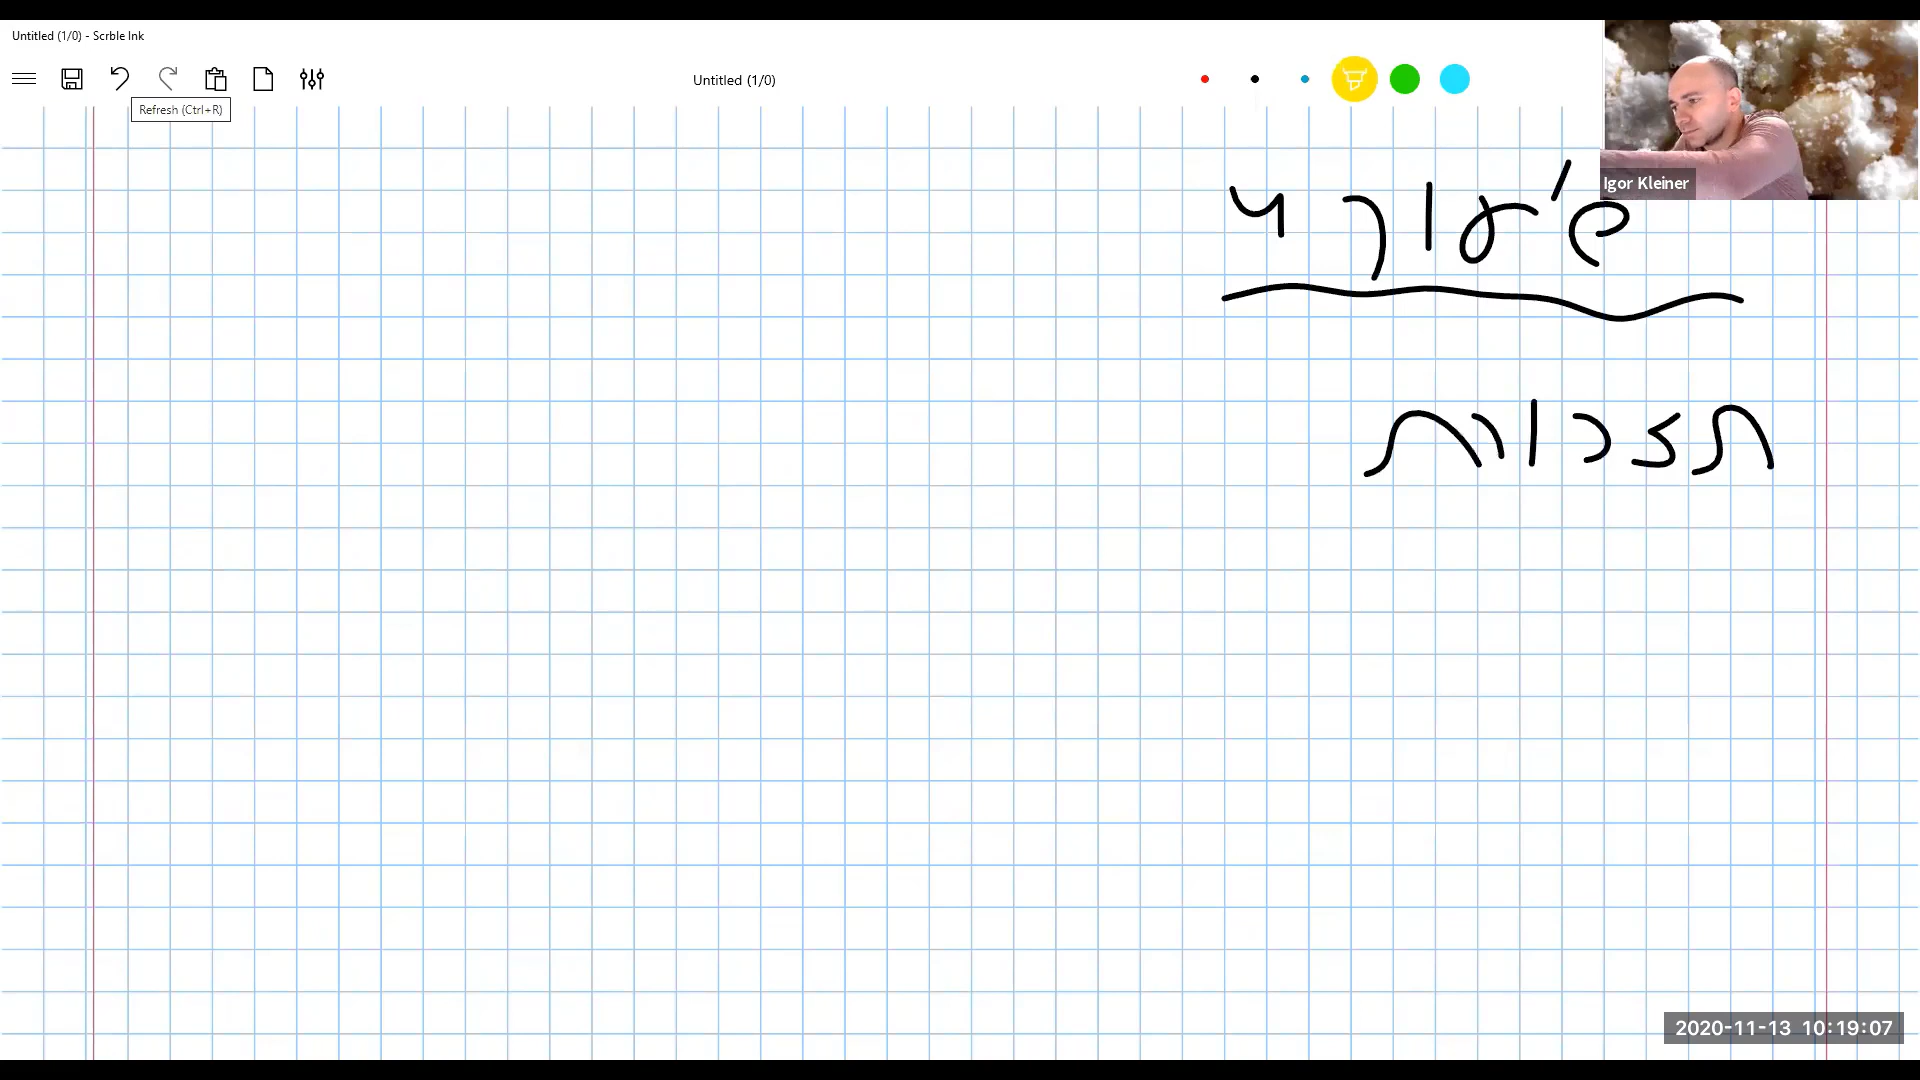 Untitled (1/0) - Scrble Ink
Untitled (1/0)
Refresh (Ctrl+R)
Igor Kleiner
שיעור 4
תזכורת
2020-11-13 10:19:07